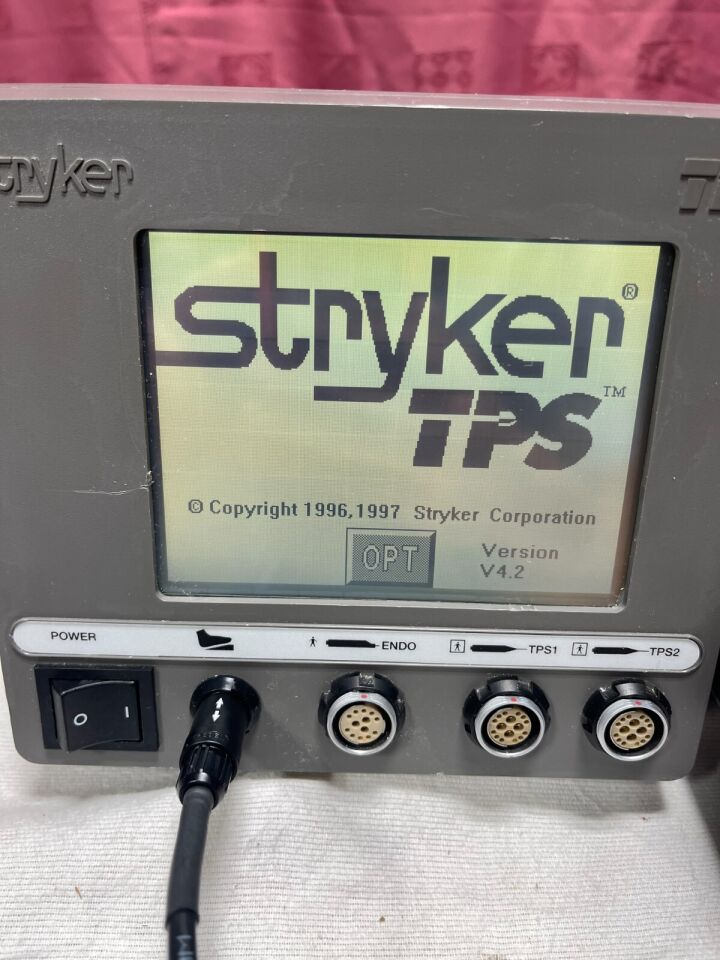 stryker
stryker®
TPS™
© Copyright 1996,1997 Stryker Corporation
OPT
Version
V4.2
POWER
ENDO
TPS1
TPS2
O